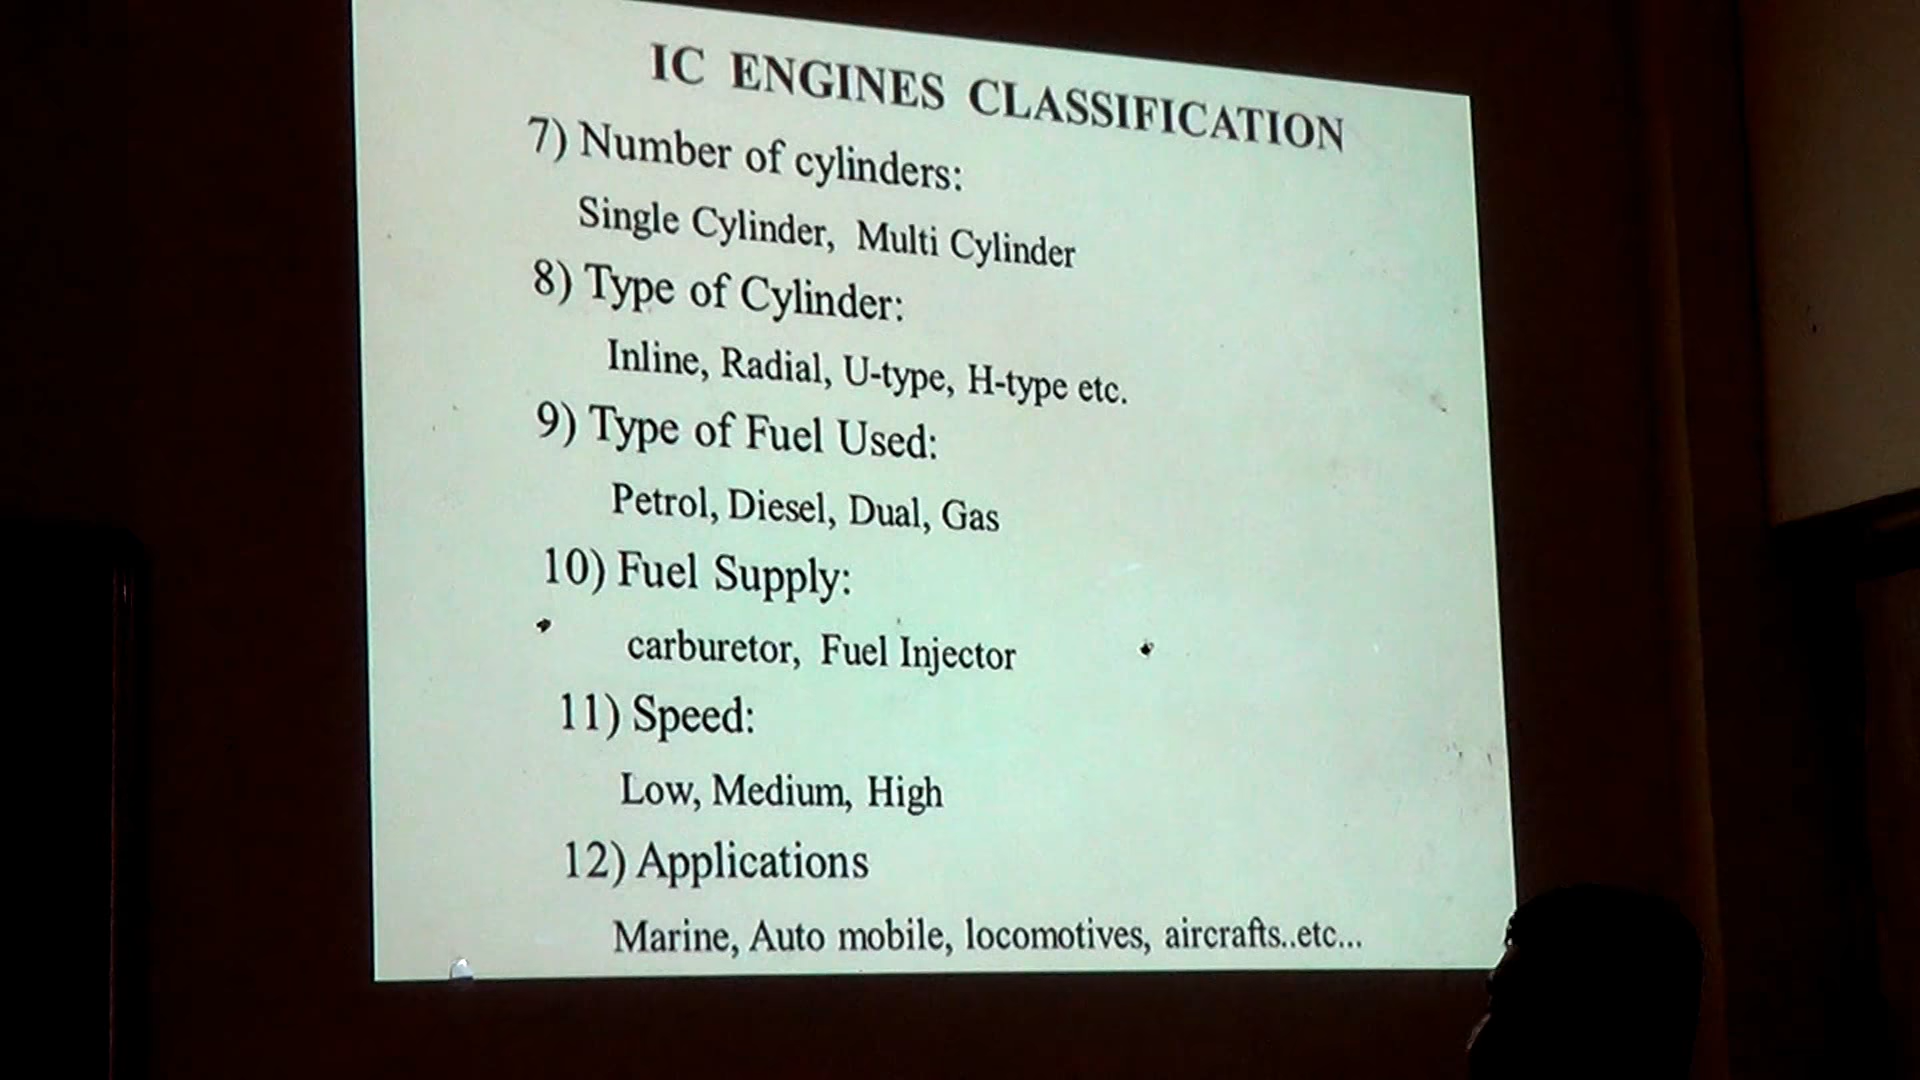 IC ENGINES CLASSIFICATION
7) Number of cylinders:
Single Cylinder, Multi Cylinder
8) Type of Cylinder:
Inline, Radial, U-type, H-type etc.
9) Type of Fuel Used:
Petrol, Diesel, Dual, Gas
10) Fuel Supply:
carburetor, Fuel Injector
11) Speed:
Low, Medium, High
12) Applications
Marine, Auto mobile, locomotives, aircrafts..etc...